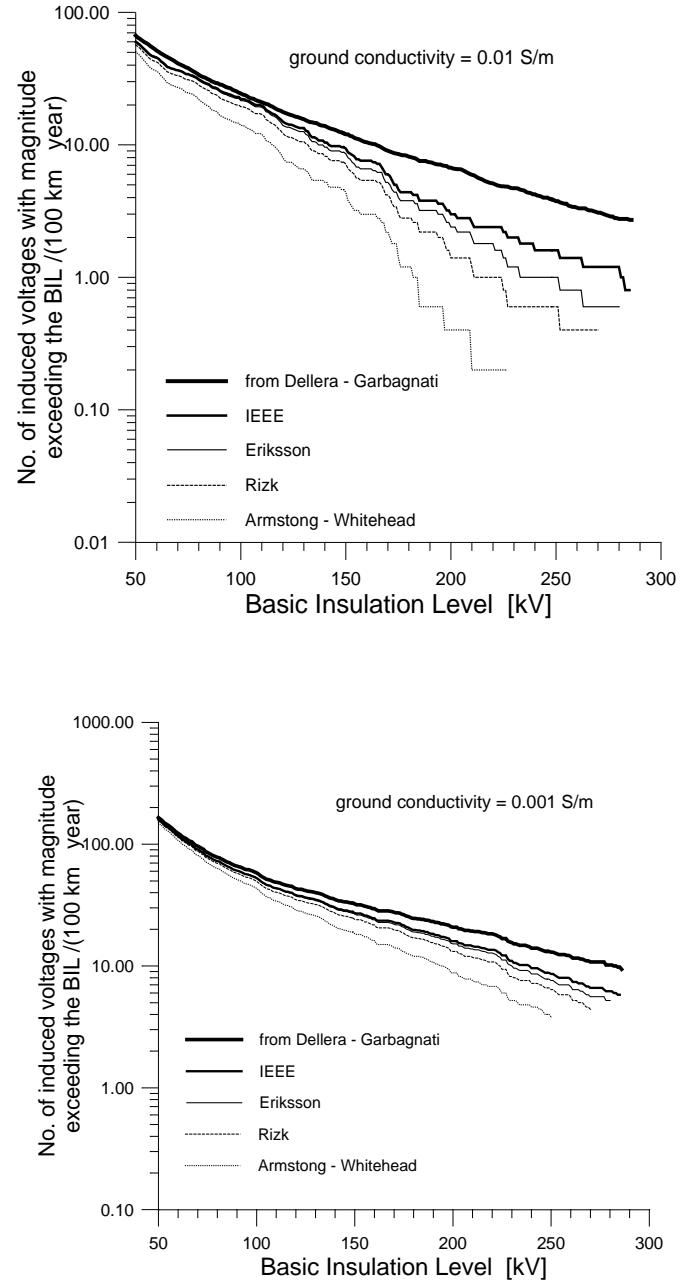 100.00
ground conductivity = 0.01 S/m
10.00
1.00
0.10
0.01
No. of induced voltages with magnitude
exceeding the BIL /(100 km year)
from Dellera - Garbagnati
IEEE
Eriksson
Rizk
Armstong - Whitehead
50 100 150 200 250 300
Basic Insulation Level [kV]
1000.00
ground conductivity = 0.001 S/m
100.00
10.00
1.00
0.10
No. of induced voltages with magnitude
exceeding the BIL /(100 km year)
from Dellera - Garbagnati
IEEE
Eriksson
Rizk
Armstong - Whitehead
50 100 150 200 250 300
Basic Insulation Level [kV]